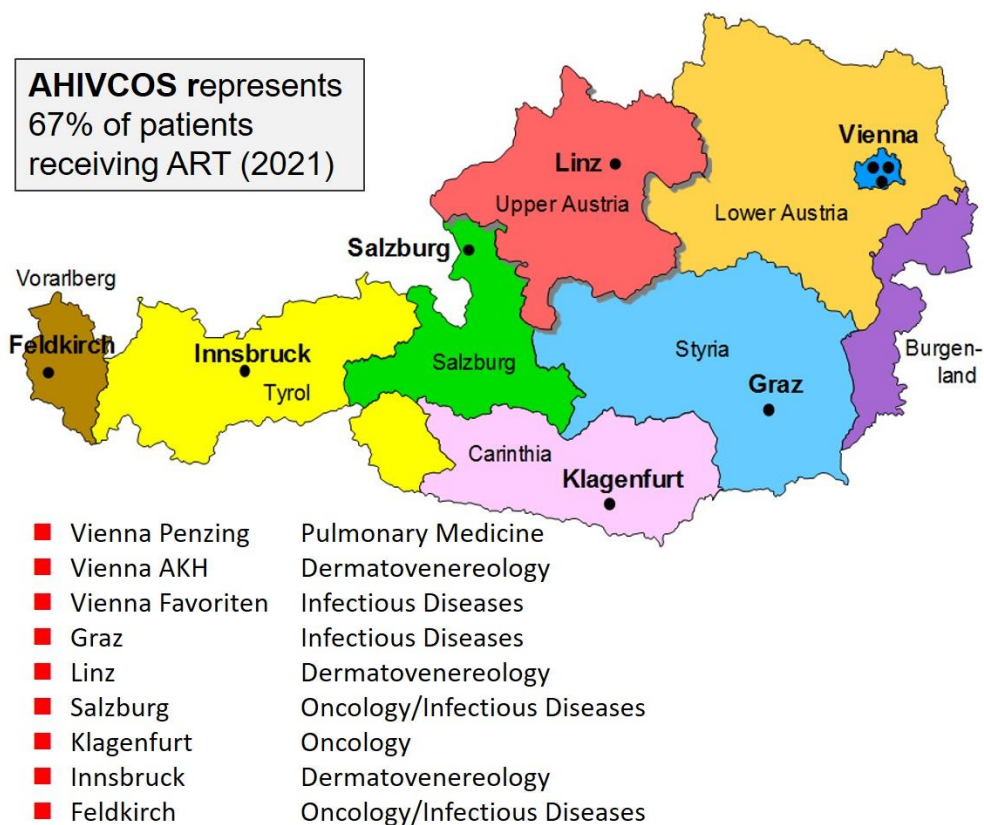 AHIVCOS represents
67% of patients
receiving ART (2021)
Vienna
Linz
Upper Austria
Lower Austria
Salzburg
Vorarlberg
Feldkirch
Innsbruck
Tyrol
Salzburg
Styria
Burgen-
land
Graz
Carinthia
Klagenfurt
Vienna Penzing Pulmonary Medicine
Vienna AKH Dermatovenereology
Vienna Favoriten Infectious Diseases
Graz Infectious Diseases
Linz Dermatovenereology
Salzburg Oncology/Infectious Diseases
Klagenfurt Oncology
Innsbruck Dermatovenereology
Feldkirch Oncology/Infectious Diseases